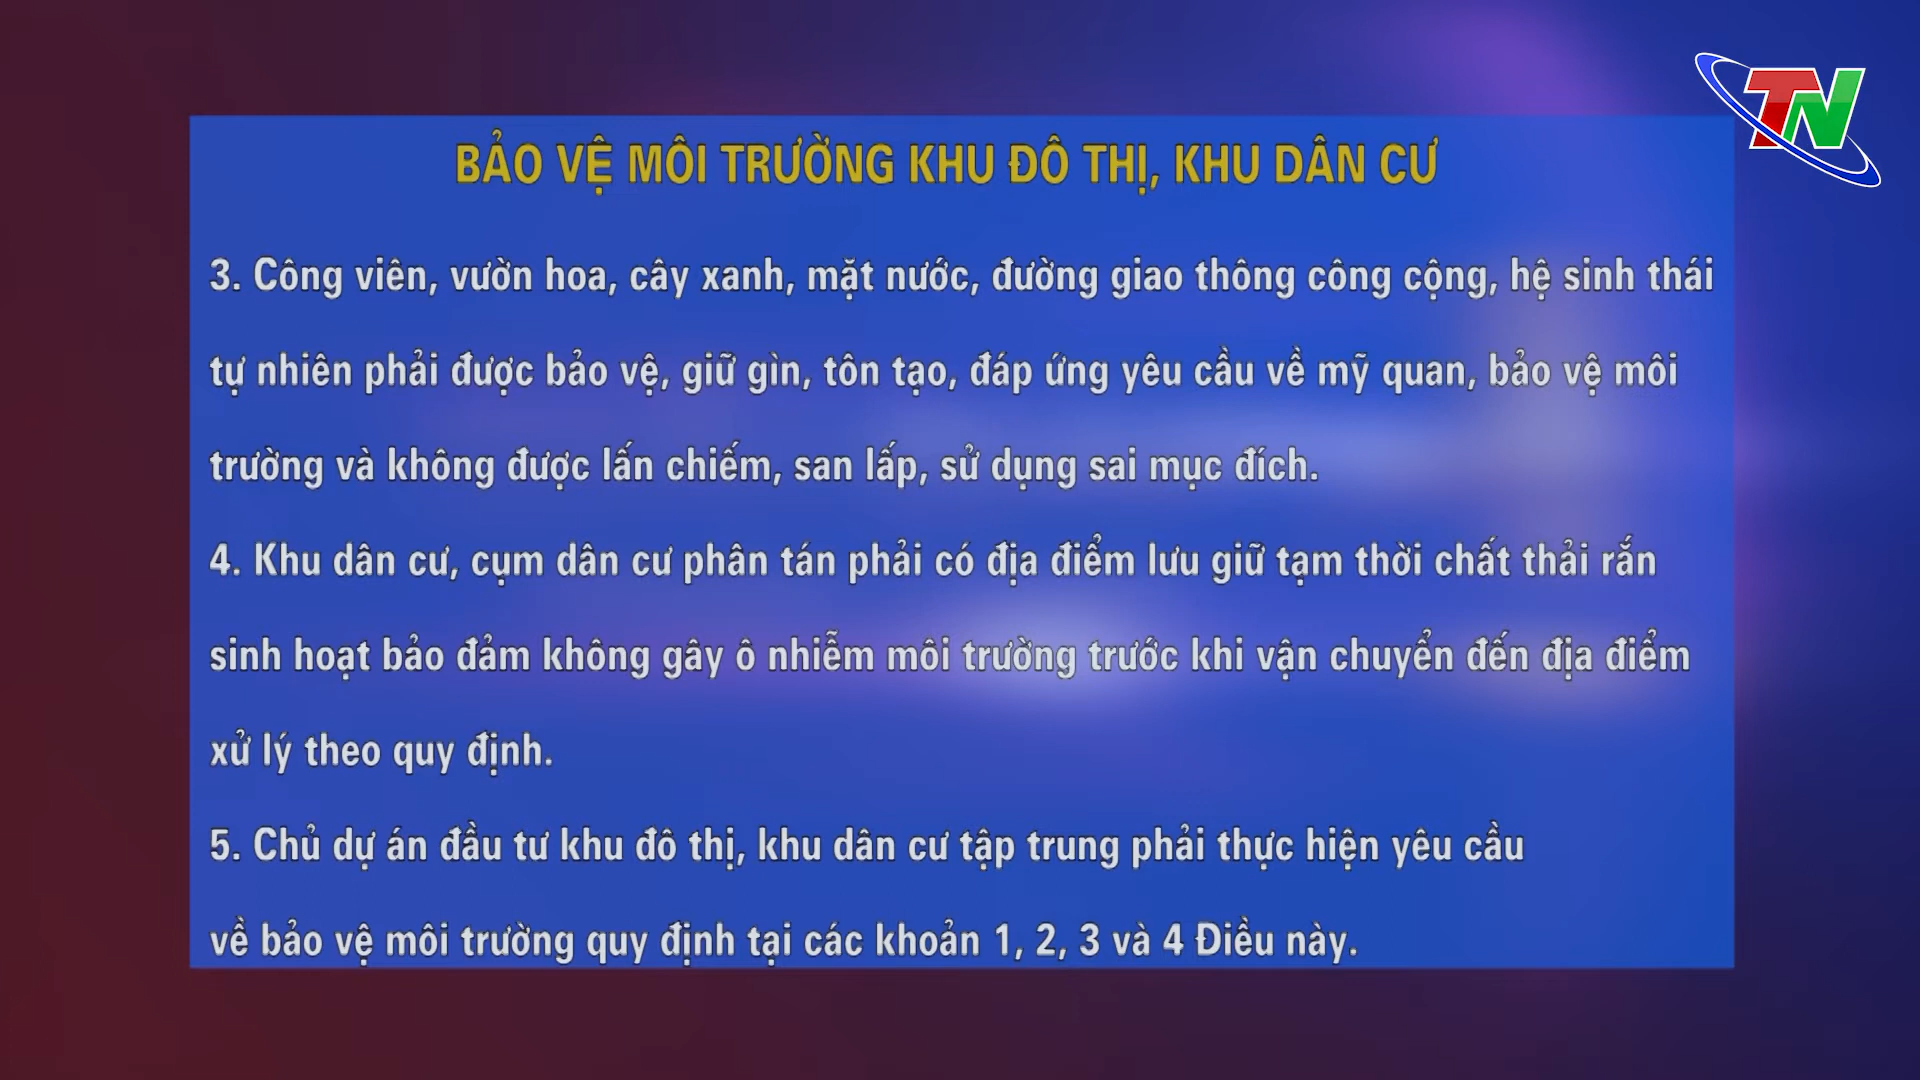 TN
BẢO VỆ MÔI TRƯỜNG KHU ĐÔ THỊ, KHU DÂN CƯ
3. Công viên, vườn hoa, cây xanh, mặt nước, đường giao thông công cộng, hệ sinh thái
tự nhiên phải được bảo vệ, giữ gìn, tôn tạo, đáp ứng yêu cầu về mỹ quan, bảo vệ môi
trường và không được lấn chiếm, san lấp, sử dụng sai mục đích.
4. Khu dân cư, cụm dân cư phân tán phải có địa điểm lưu giữ tạm thời chất thải rắn
sinh hoạt bảo đảm không gây ô nhiễm môi trường trước khi vận chuyển đến địa điểm
xử lý theo quy định.
5. Chủ dự án đầu tư khu đô thị, khu dân cư tập trung phải thực hiện yêu cầu
về bảo vệ môi trường quy định tại các khoản 1, 2, 3 và 4 Điều này.